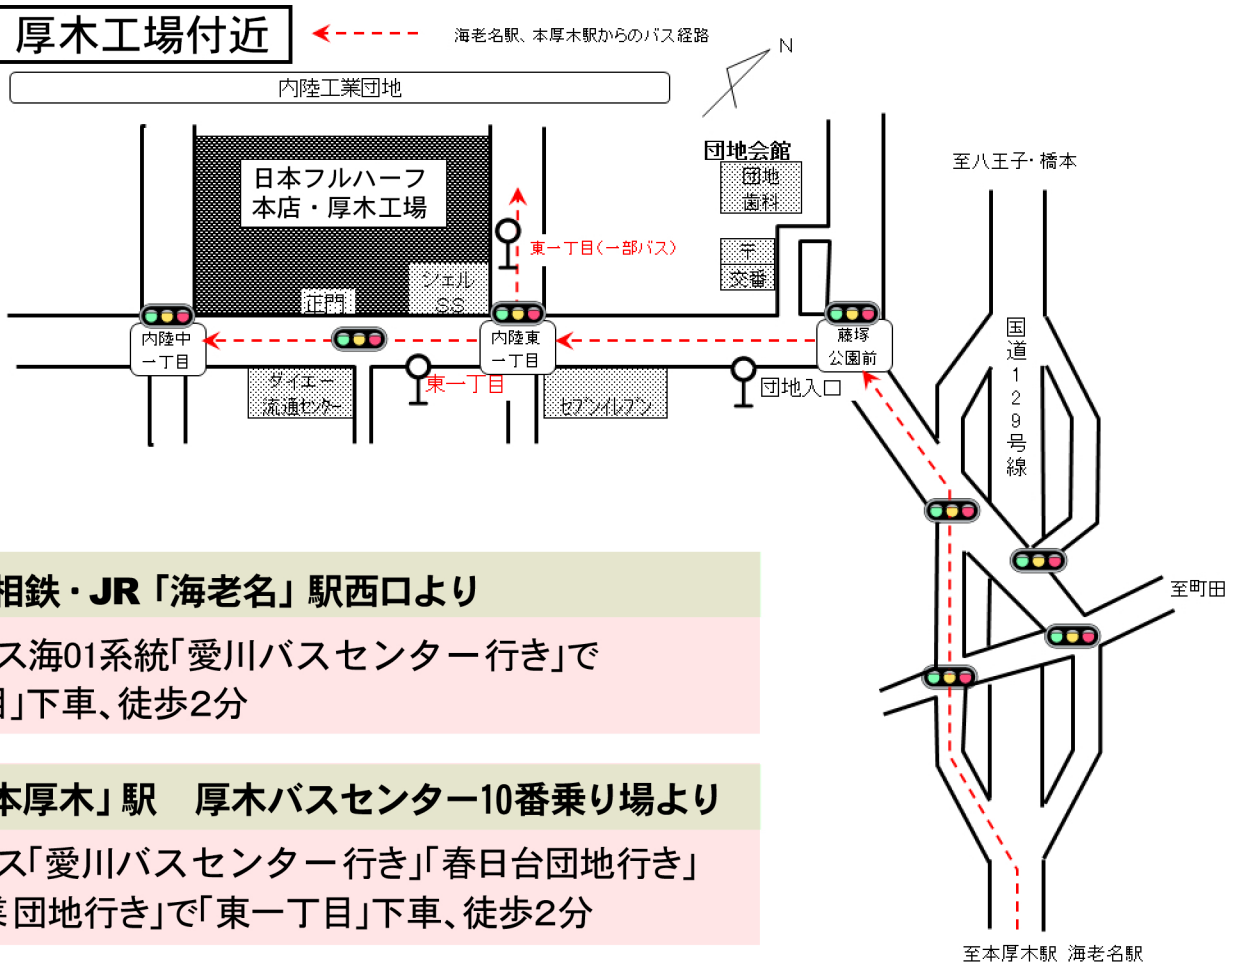 厚木工場付近
海老名駅、本厚木駅からのバス経路
N
内陸工業団地
団地会館
団地
歯科
至八王子・橋本
日本フルハーフ
本店・厚木工場
東一丁目(一部バス)
〒
交番
シェル
SS
正門
内陸中
一丁目
内陸東
一丁目
藤塚
公園前
国道129号線
ダイエー
流通センター
東一丁目
セブンイレブン
団地入口
相鉄・JR「海老名」駅西口より
ス海01系統「愛川バスセンター行き」で
目」下車、徒歩2分
至町田
本厚木」駅 厚木バスセンター10番乗り場より
ス「愛川バスセンター行き」「春日台団地行き」
業団地行き」で「東一丁目」下車、徒歩2分
至本厚木駅 海老名駅